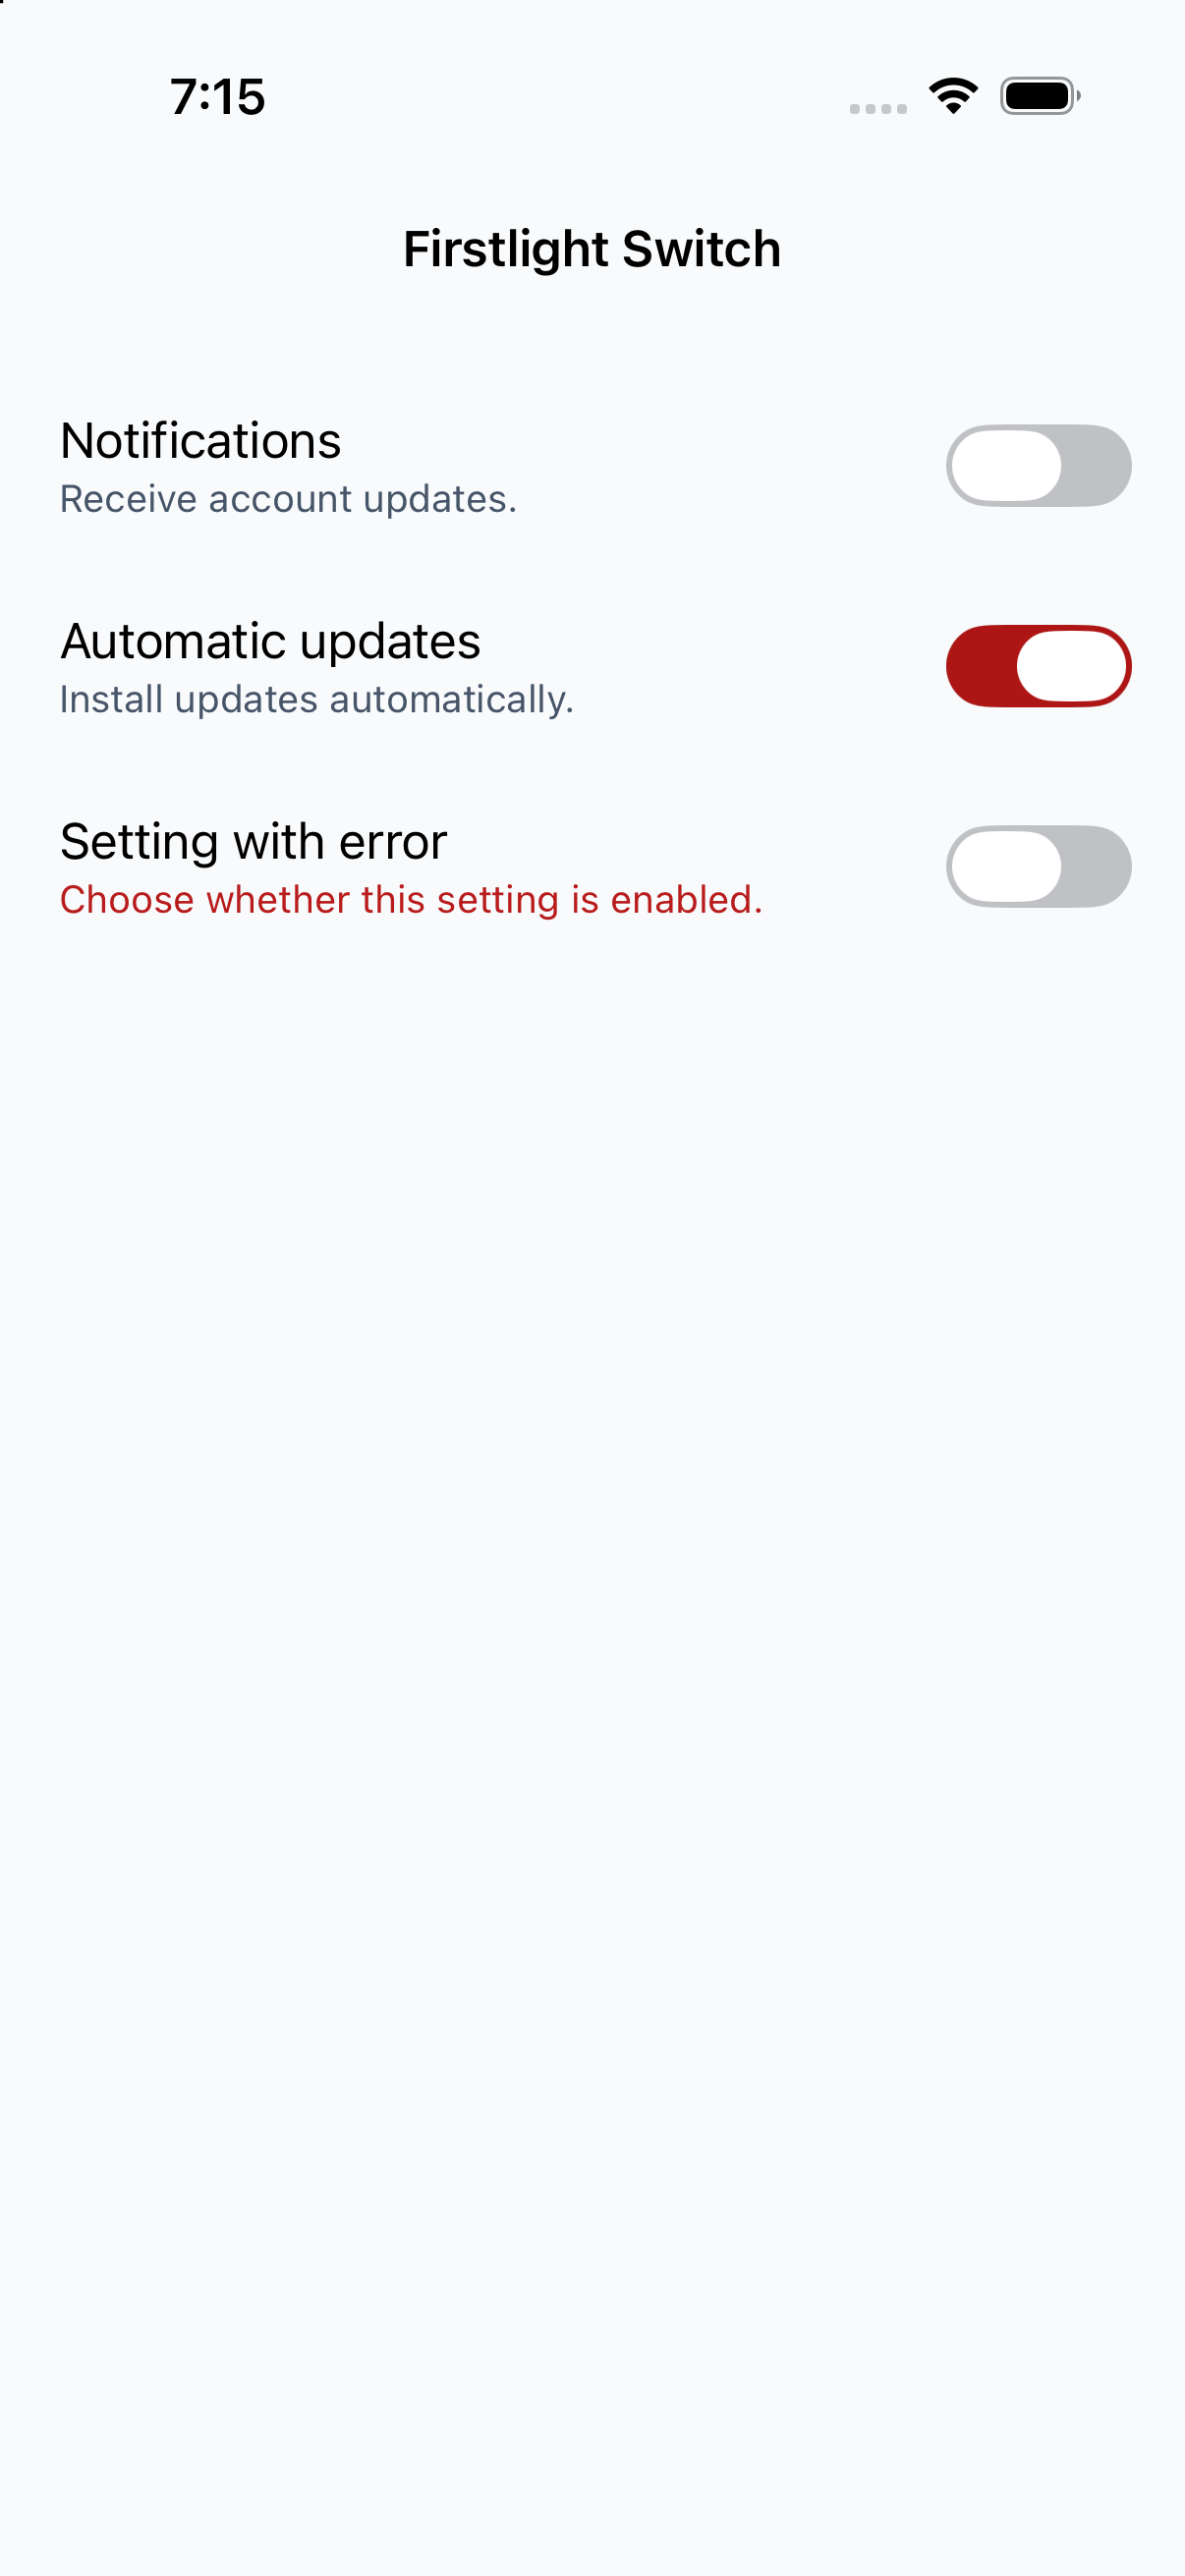 7:15
Firstlight Switch
Notifications
Receive account updates.
Automatic updates
Install updates automatically.
Setting with error
Choose whether this setting is enabled.